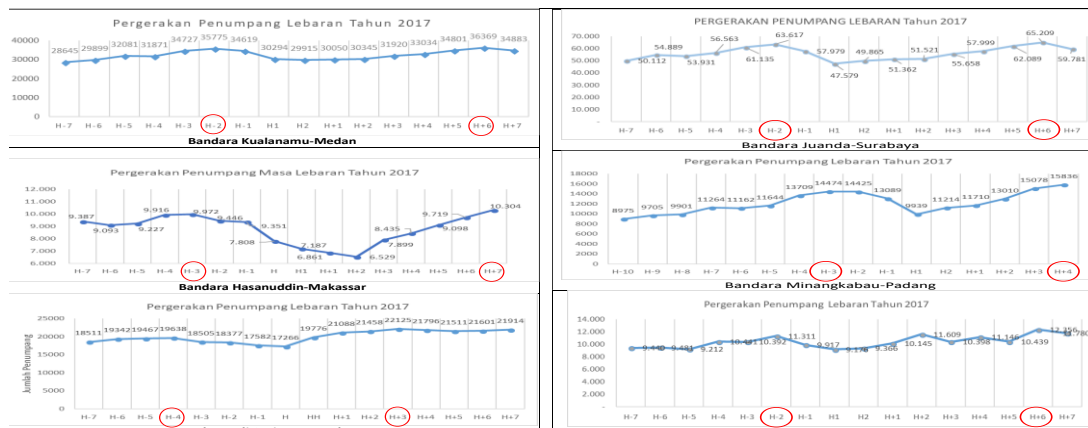 Pergerakan Penumpang Lebaran Tahun 2017
40000
30000
20000
10000
0
28645 29899 32081 31871 34727 35775 34619 30294 29915 30050 30345 31920 33034 34801 36369 34883
H-7 H-6 H-5 H-4 H-3 H-2 H-1 H1 H2 H+1 H+2 H+3 H+4 H+5 H+6 H+7
Bandara Kualanamu-Medan
PERGERAKAN PENUMPANG LEBARAN Tahun 2017
70.000
60.000
50.000
40.000
30.000
20.000
10.000
-
50.112 54.889 53.931 56.563 61.135 63.617 57.979 47.579 49.865 51.362 51.521 55.658 57.999 62.089 65.209 59.781
H-7 H-6 H-5 H-4 H-3 H-2 H-1 H1 H2 H+1 H+2 H+3 H+4 H+5 H+6 H+7
Bandara Juanda-Surabaya
Pergerakan Penumpang Masa Lebaran Tahun 2017
12.000
11.000
10.000
9.000
8.000
7.000
6.000
9.387 9.093 9.227 9.916 9.972 9.446 9.351 7.808 7.187 6.861 6.529 7.899 8.435 9.098 9.719 10.304
H-7 H-6 H-5 H-4 H-3 H-2 H-1 H H1 H+1 H+2 H+3 H+4 H+5 H+6 H+7
Bandara Hasanuddin-Makassar
Pergerakan Penumpang Lebaran Tahun 2017
18000
16000
14000
12000
10000
8000
6000
4000
2000
0
8975 9705 9901 11264 11162 11644 13709 14474 14425 13089 9939 11214 11710 13010 15078 15836
H-10 H-9 H-8 H-7 H-6 H-5 H-4 H-3 H-2 H-1 H1 H2 H+1 H+2 H+3 H+4
Bandara Minangkabau-Padang
Pergerakan Penumpang Lebaran Tahun 2017
Jumlah Penumpang
25000
20000
15000
10000
5000
0
18511 19342 19467 19638 18505 18377 17582 17266 19776 21088 21458 22125 21796 21511 21601 21914
H-7 H-6 H-5 H-4 H-3 H-2 H-1 H HH H+1 H+2 H+3 H+4 H+5 H+6 H+7
Pergerakan Penumpang Lebaran Tahun 2017
14.000
12.000
10.000
8.000
6.000
4.000
2.000
-
9.440 9.481 9.212 10.392 11.311 9.917 9.366 10.145 11.609 10.398 11.146 10.439 12.356 11.780
H-7 H-6 H-5 H-4 H-3 H-2 H-1 H1 H2 H+1 H+2 H+3 H+4 H+5 H+6 H+7